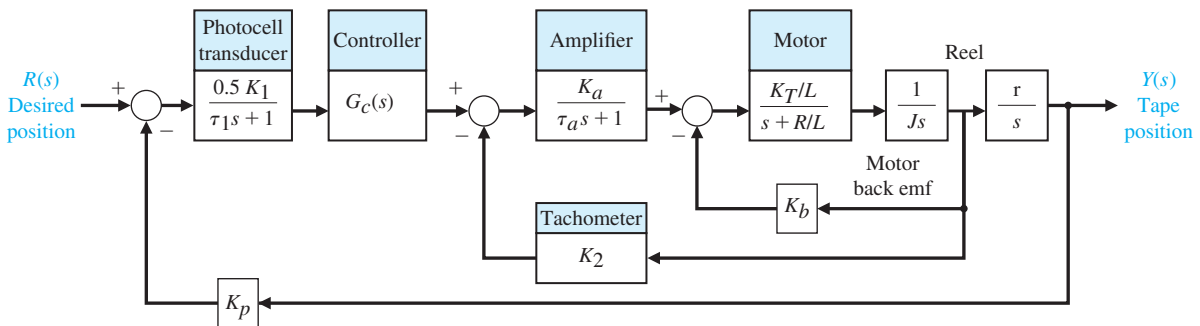 Photocell
transducer
Controller
Amplifier
Motor
Reel
R(s)
Desired
position
+
−
0.5 K1
τ1s + 1
Gc(s)
+
−
Ka
τas + 1
+
−
KT/L
s + R/L
1
Js
r
s
Y(s)
Tape
position
Motor
back emf
Kb
Tachometer
K2
Kp